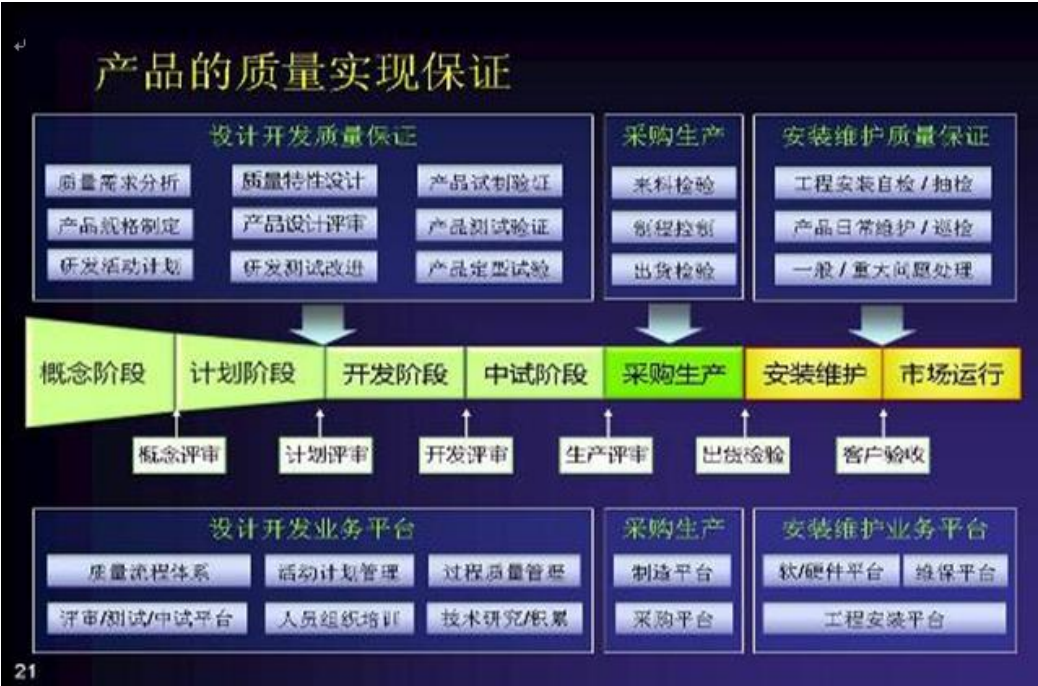 产品的质量实现保证
设计开发质量保证
质量需求分析
质量特性设计
产品试制验证
产品规格制定
产品设计评审
产品测试验证
研发活动计划
研发测试改进
产品定型试验
采购生产
来料检验
制程控制
出货检验
安装维护质量保证
工程安装自检/抽检
产品日常维护/巡检
一般/重大问题处理
概念阶段
计划阶段
开发阶段
中试阶段
采购生产
安装维护
市场运行
概念评审
计划评审
开发评审
生产评审
出货检验
客户验收
设计开发业务平台
质量流程体系
活动计划管理
过程质量管理
评审/测试/中试平台
人员组织培训
技术研究/积累
采购生产
制造平台
采购平台
安装维护业务平台
软/硬件平台
维保平台
工程安装平台
21